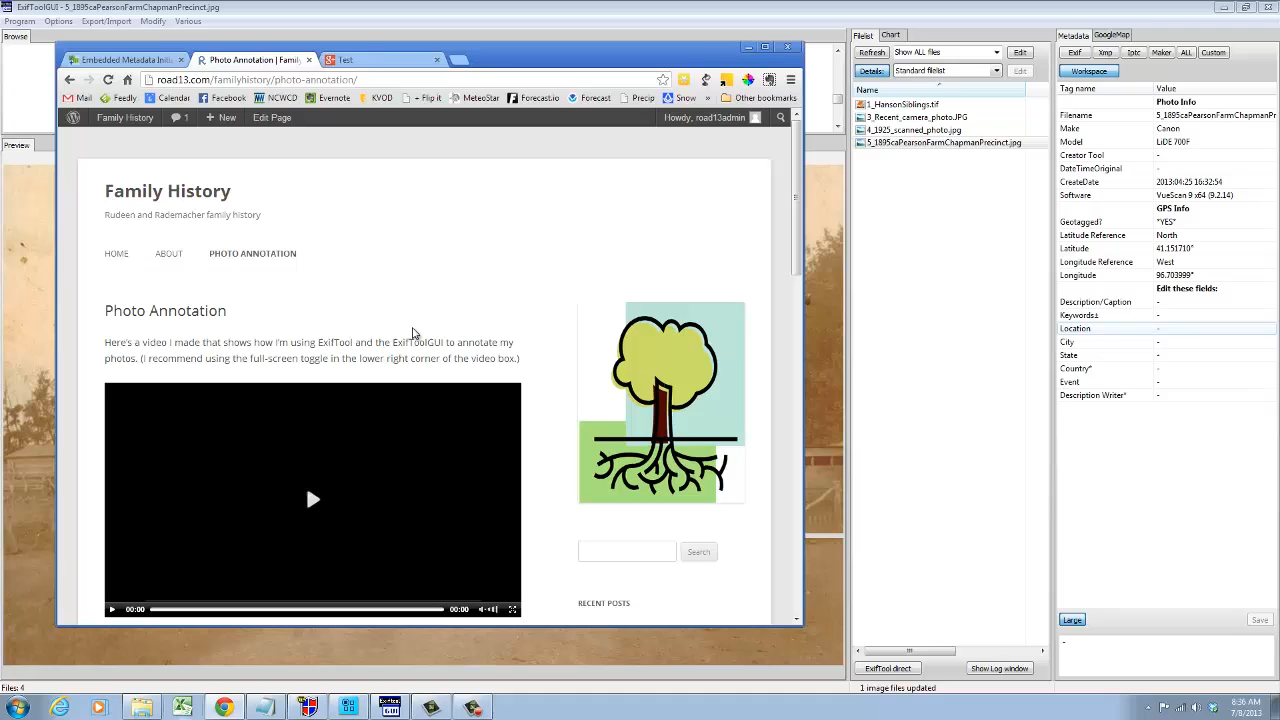 ExifToolGUI - 5_1895caPearsonFarmChapmanPrecinct.jpg
Program Options Export/Import Modify Various
Browse
Preview
Files: 4
Embedded Metadata Initi
Photo Annotation | Family
Test
road13.com/familyhistory/photo-annotation/
Mail Feedly Calendar Facebook NCWCD Evernote KVOD + Flip it MeteoStar Forecast.io Forecast Precip Snow » Other bookmarks
Family History 1 + New Edit Page Howdy, road13admin
Family History
Rudeen and Rademacher family history
HOME ABOUT PHOTO ANNOTATION
Photo Annotation
Here's a video I made that shows how I'm using ExifTool and the ExifToolGUI to annotate my
photos. (I recommend using the full-screen toggle in the lower right corner of the video box.)
00:00 00:00
Search
RECENT POSTS
Filelist Chart
Refresh Show ALL files Edit
Details: Standard filelist Edit
Name
1_HansonSiblings.tif
3_Recent_camera_photo.JPG
4_1925_scanned_photo.jpg
5_1895caPearsonFarmChapmanPrecinct.jpg
ExifTool direct Show Log window
1 image files updated
Metadata GoogleMap
Exif Xmp Iptc Maker ALL Custom
Workspace
Tag name Value
Photo Info
Filename 5_1895caPearsonFarmChapmanPr
Make Canon
Model LiDE 700F
Creator Tool -
DateTimeOriginal -
CreateDate 2013:04:25 16:32:54
Software VueScan 9 x64 (9.2.14)
GPS Info
Geotagged? *YES*
Latitude Reference North
Latitude 41.151710°
Longitude Reference West
Longitude 96.703999°
Edit these fields:
Description/Caption -
Keywords± -
Location -
City -
State -
Country* -
Event -
Description Writer* -
Large Save
-
ExifTool
GUI
8:36 AM
7/8/2013